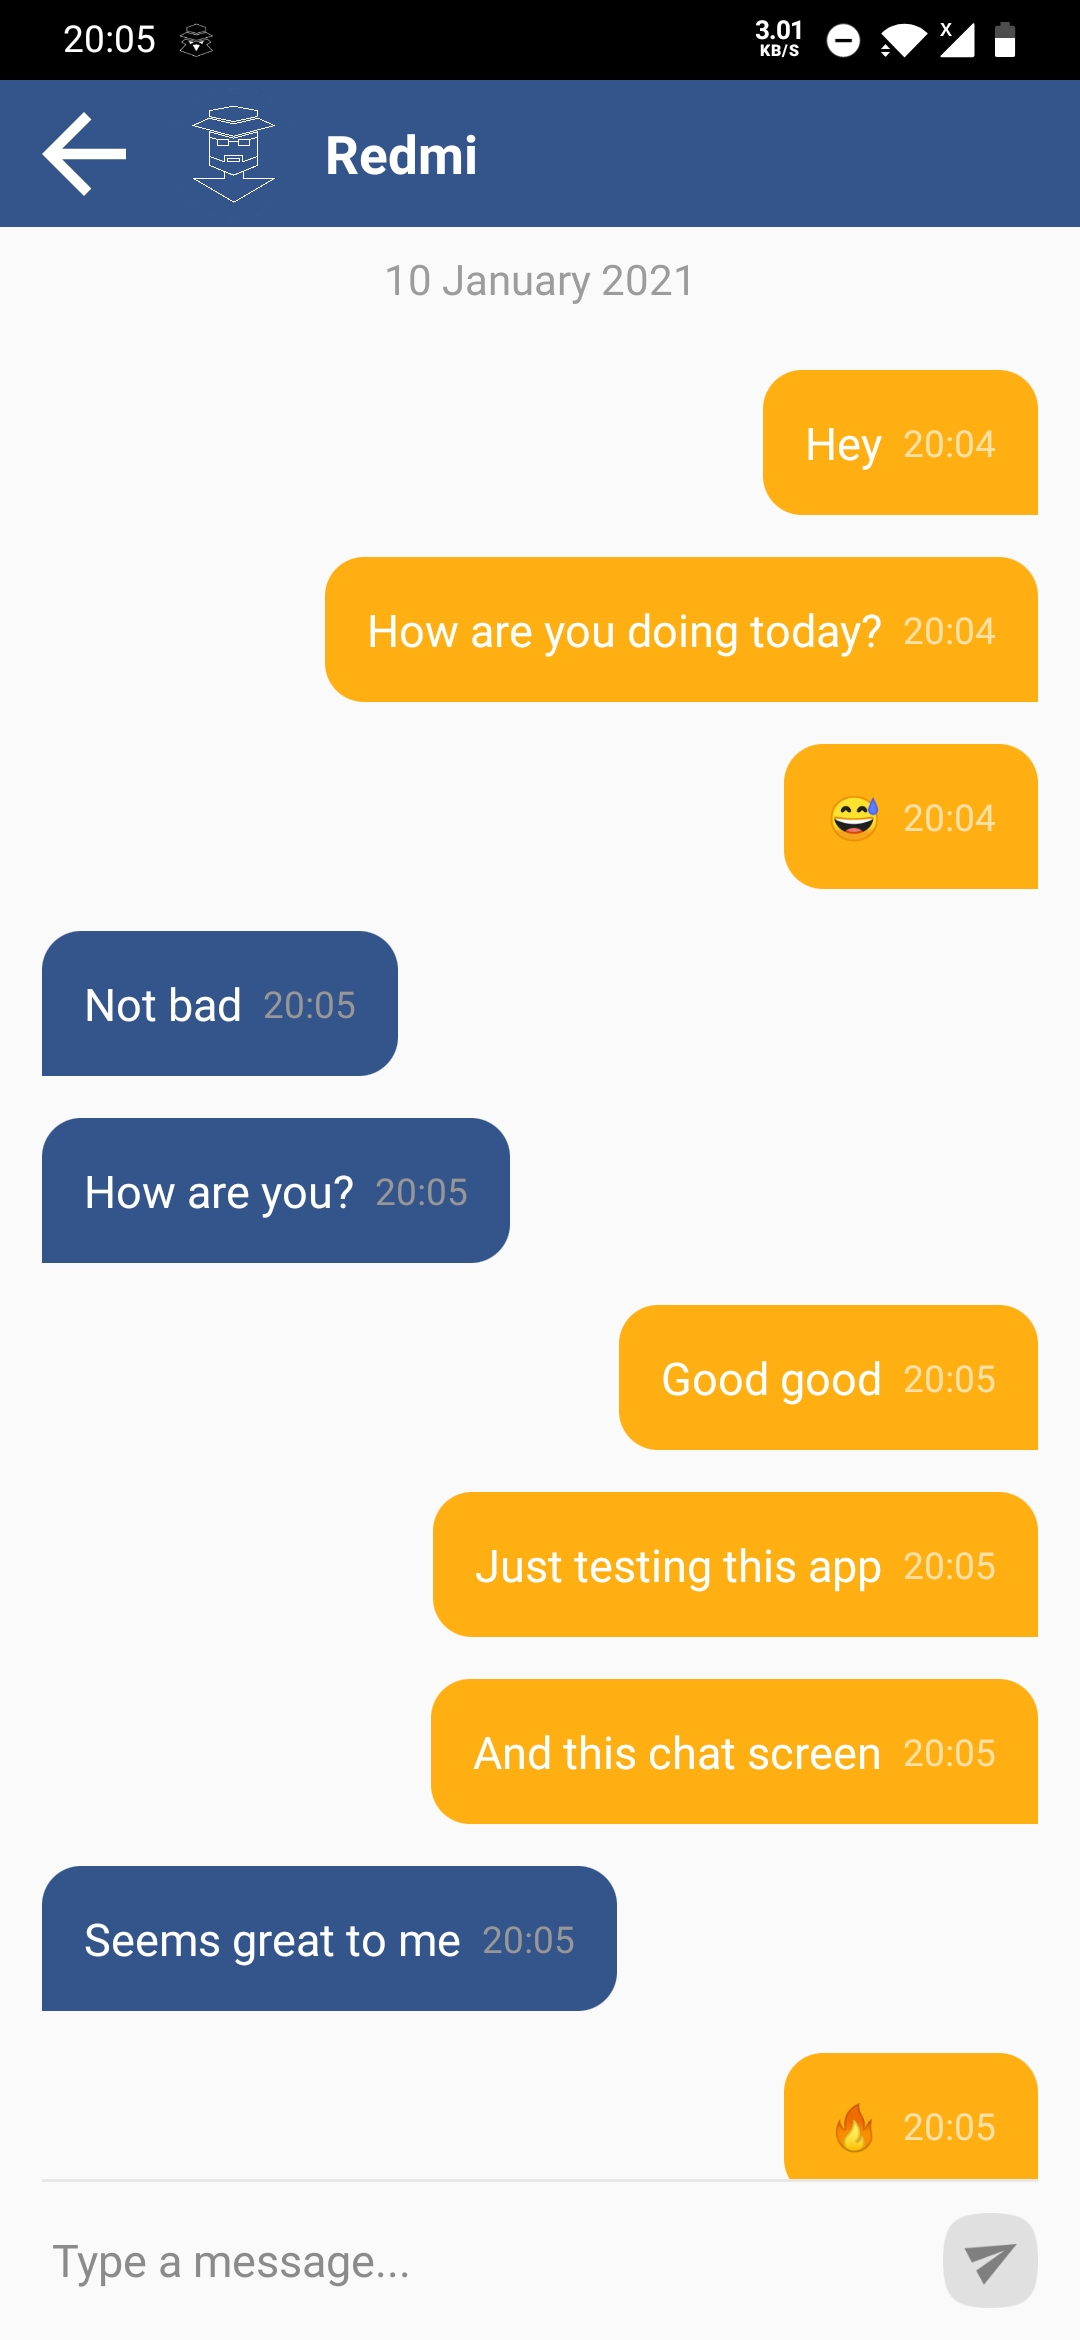 20:05
3.01
KB/S
X
Redmi
10 January 2021
Hey 20:04
How are you doing today? 20:04
😅 20:04
Not bad 20:05
How are you? 20:05
Good good 20:05
Just testing this app 20:05
And this chat screen 20:05
Seems great to me 20:05
🔥 20:05
Type a message...